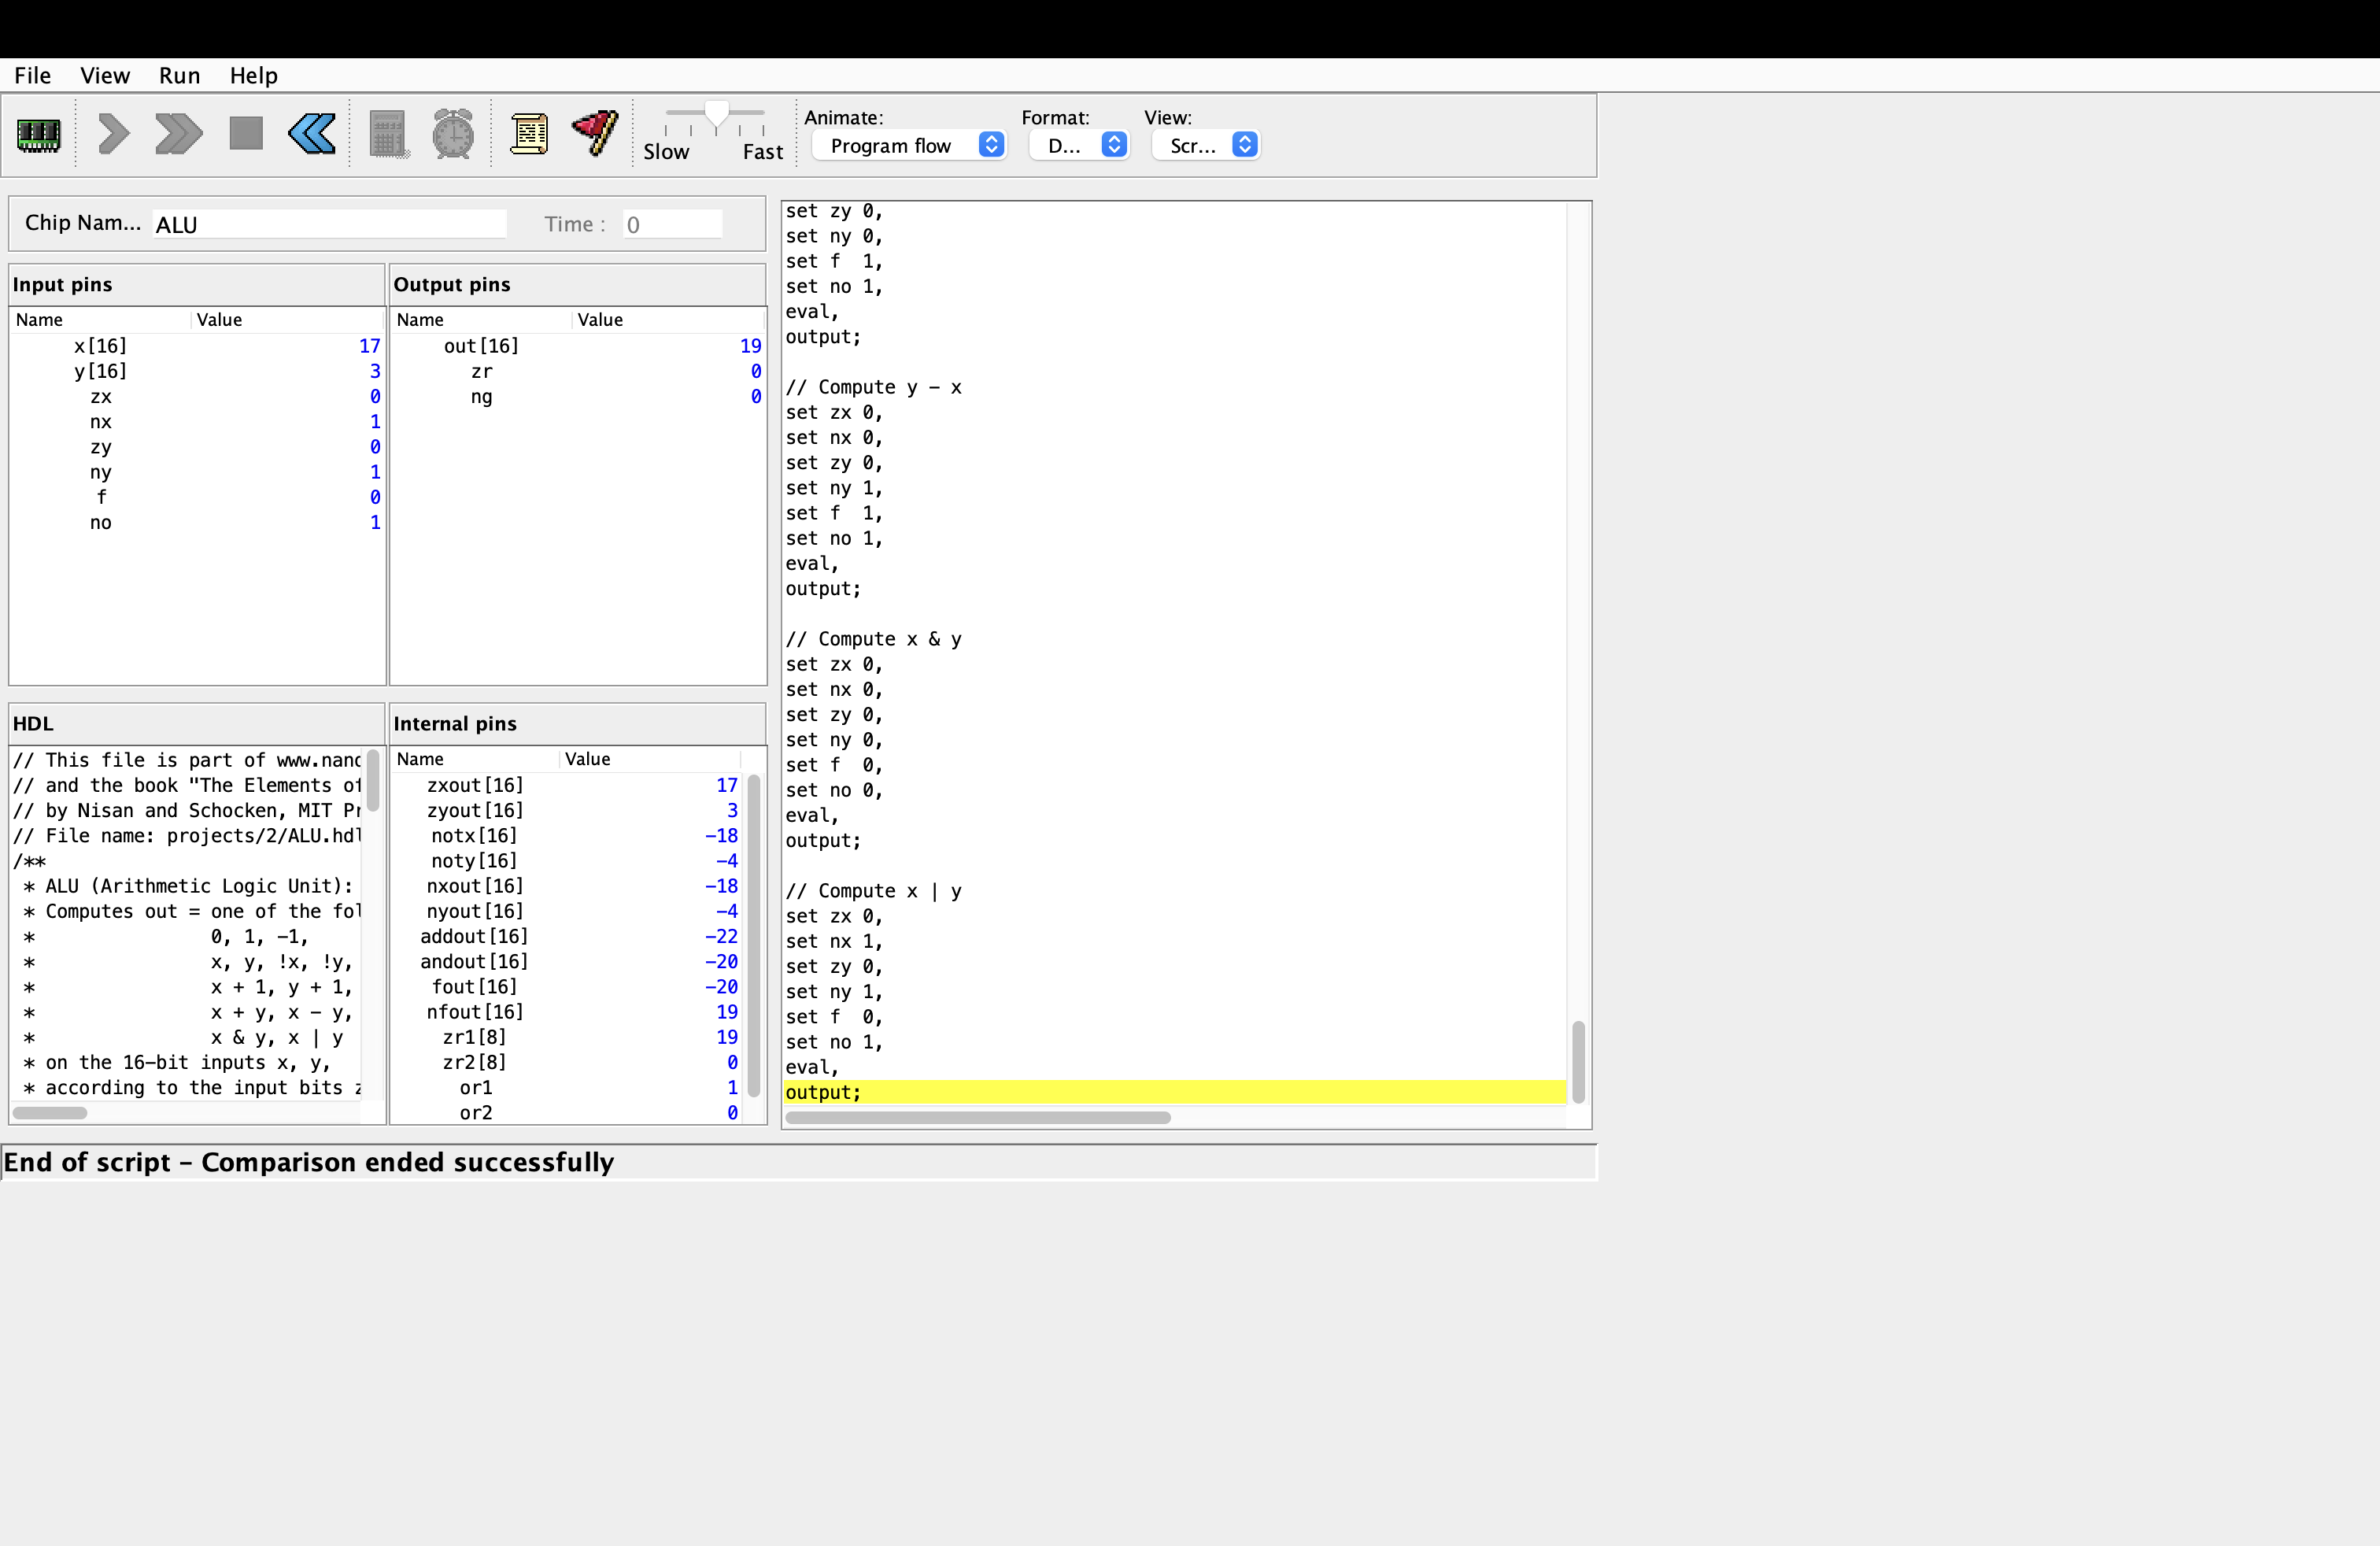 File View Run Help
Slow Fast
Animate: Format: View:
Program flow D... Scr...
Chip Nam... ALU Time : 0
Input pins
Name Value
x[16] 17
y[16] 3
zx 0
nx 1
zy 0
ny 1
f 0
no 1
Output pins
Name Value
out[16] 19
zr 0
ng 0
HDL
// This file is part of www.nand
// and the book "The Elements of
// by Nisan and Schocken, MIT Pr
// File name: projects/2/ALU.hdl
/**
* ALU (Arithmetic Logic Unit):
* Computes out = one of the fol
* 0, 1, -1,
* x, y, !x, !y,
* x + 1, y + 1,
* x + y, x - y,
* x & y, x | y
* on the 16-bit inputs x, y,
* according to the input bits z
Internal pins
Name Value
zxout[16] 17
zyout[16] 3
notx[16] -18
noty[16] -4
nxout[16] -18
nyout[16] -4
addout[16] -22
andout[16] -20
fout[16] -20
nfout[16] 19
zr1[8] 19
zr2[8] 0
or1 1
or2 0
set zy 0,
set ny 0,
set f 1,
set no 1,
eval,
output;
// Compute y - x
set zx 0,
set nx 0,
set zy 0,
set ny 1,
set f 1,
set no 1,
eval,
output;
// Compute x & y
set zx 0,
set nx 0,
set zy 0,
set ny 0,
set f 0,
set no 0,
eval,
output;
// Compute x | y
set zx 0,
set nx 1,
set zy 0,
set ny 1,
set f 0,
set no 1,
eval,
output;
End of script - Comparison ended successfully